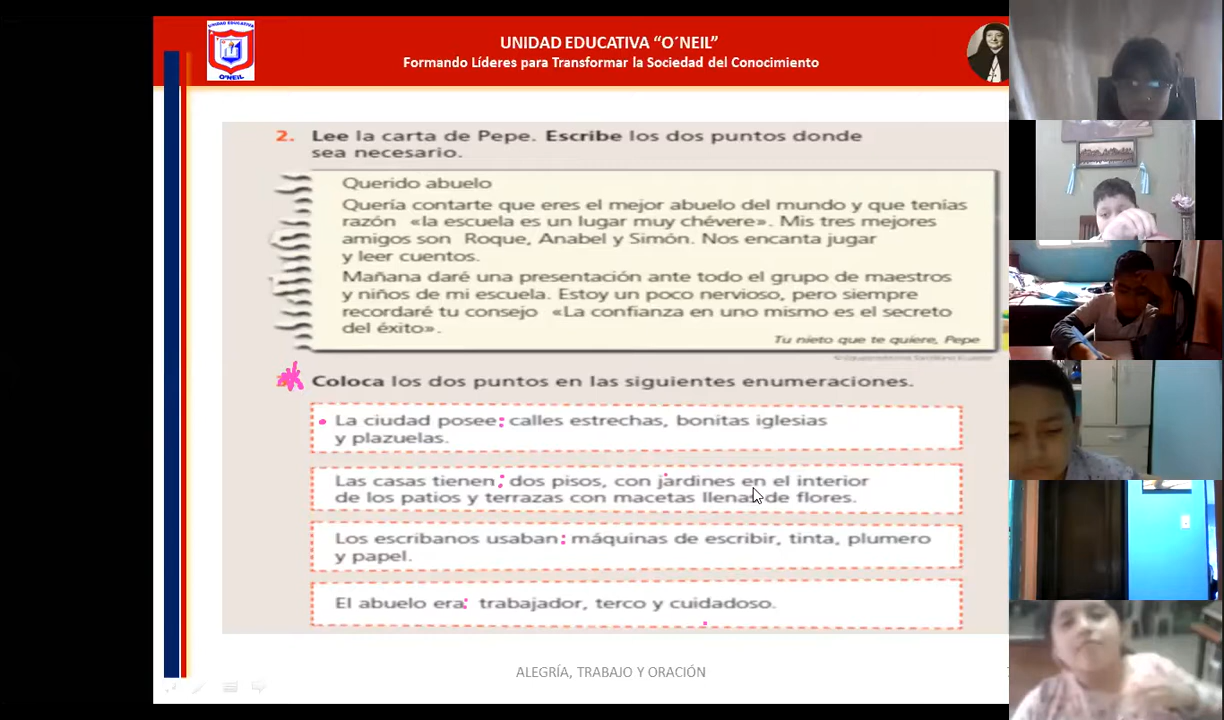 UNIDAD EDUCATIVA
O´NEIL
UNIDAD EDUCATIVA “O´NEIL”
Formando Líderes para Transformar la Sociedad del Conocimiento
2. Lee la carta de Pepe. Escribe los dos puntos donde
sea necesario.
Querido abuelo
Quería contarte que eres el mejor abuelo del mundo y que tenías
razón «la escuela es un lugar muy chévere». Mis tres mejores
amigos son Roque, Anabel y Simón. Nos encanta jugar
y leer cuentos.
Mañana daré una presentación ante todo el grupo de maestros
y niños de mi escuela. Estoy un poco nervioso, pero siempre
recordaré tu consejo «La confianza en uno mismo es el secreto
del éxito».
Tu nieto que te quiere, Pepe
Coloca los dos puntos en las siguientes enumeraciones.
• La ciudad posee: calles estrechas, bonitas iglesias
y plazuelas.
Las casas tienen: dos pisos, con jardines en el interior
de los patios y terrazas con macetas llenas de flores.
Los escribanos usaban: máquinas de escribir, tinta, plumero
y papel.
El abuelo era: trabajador, terco y cuidadoso.
ALEGRÍA, TRABAJO Y ORACIÓN